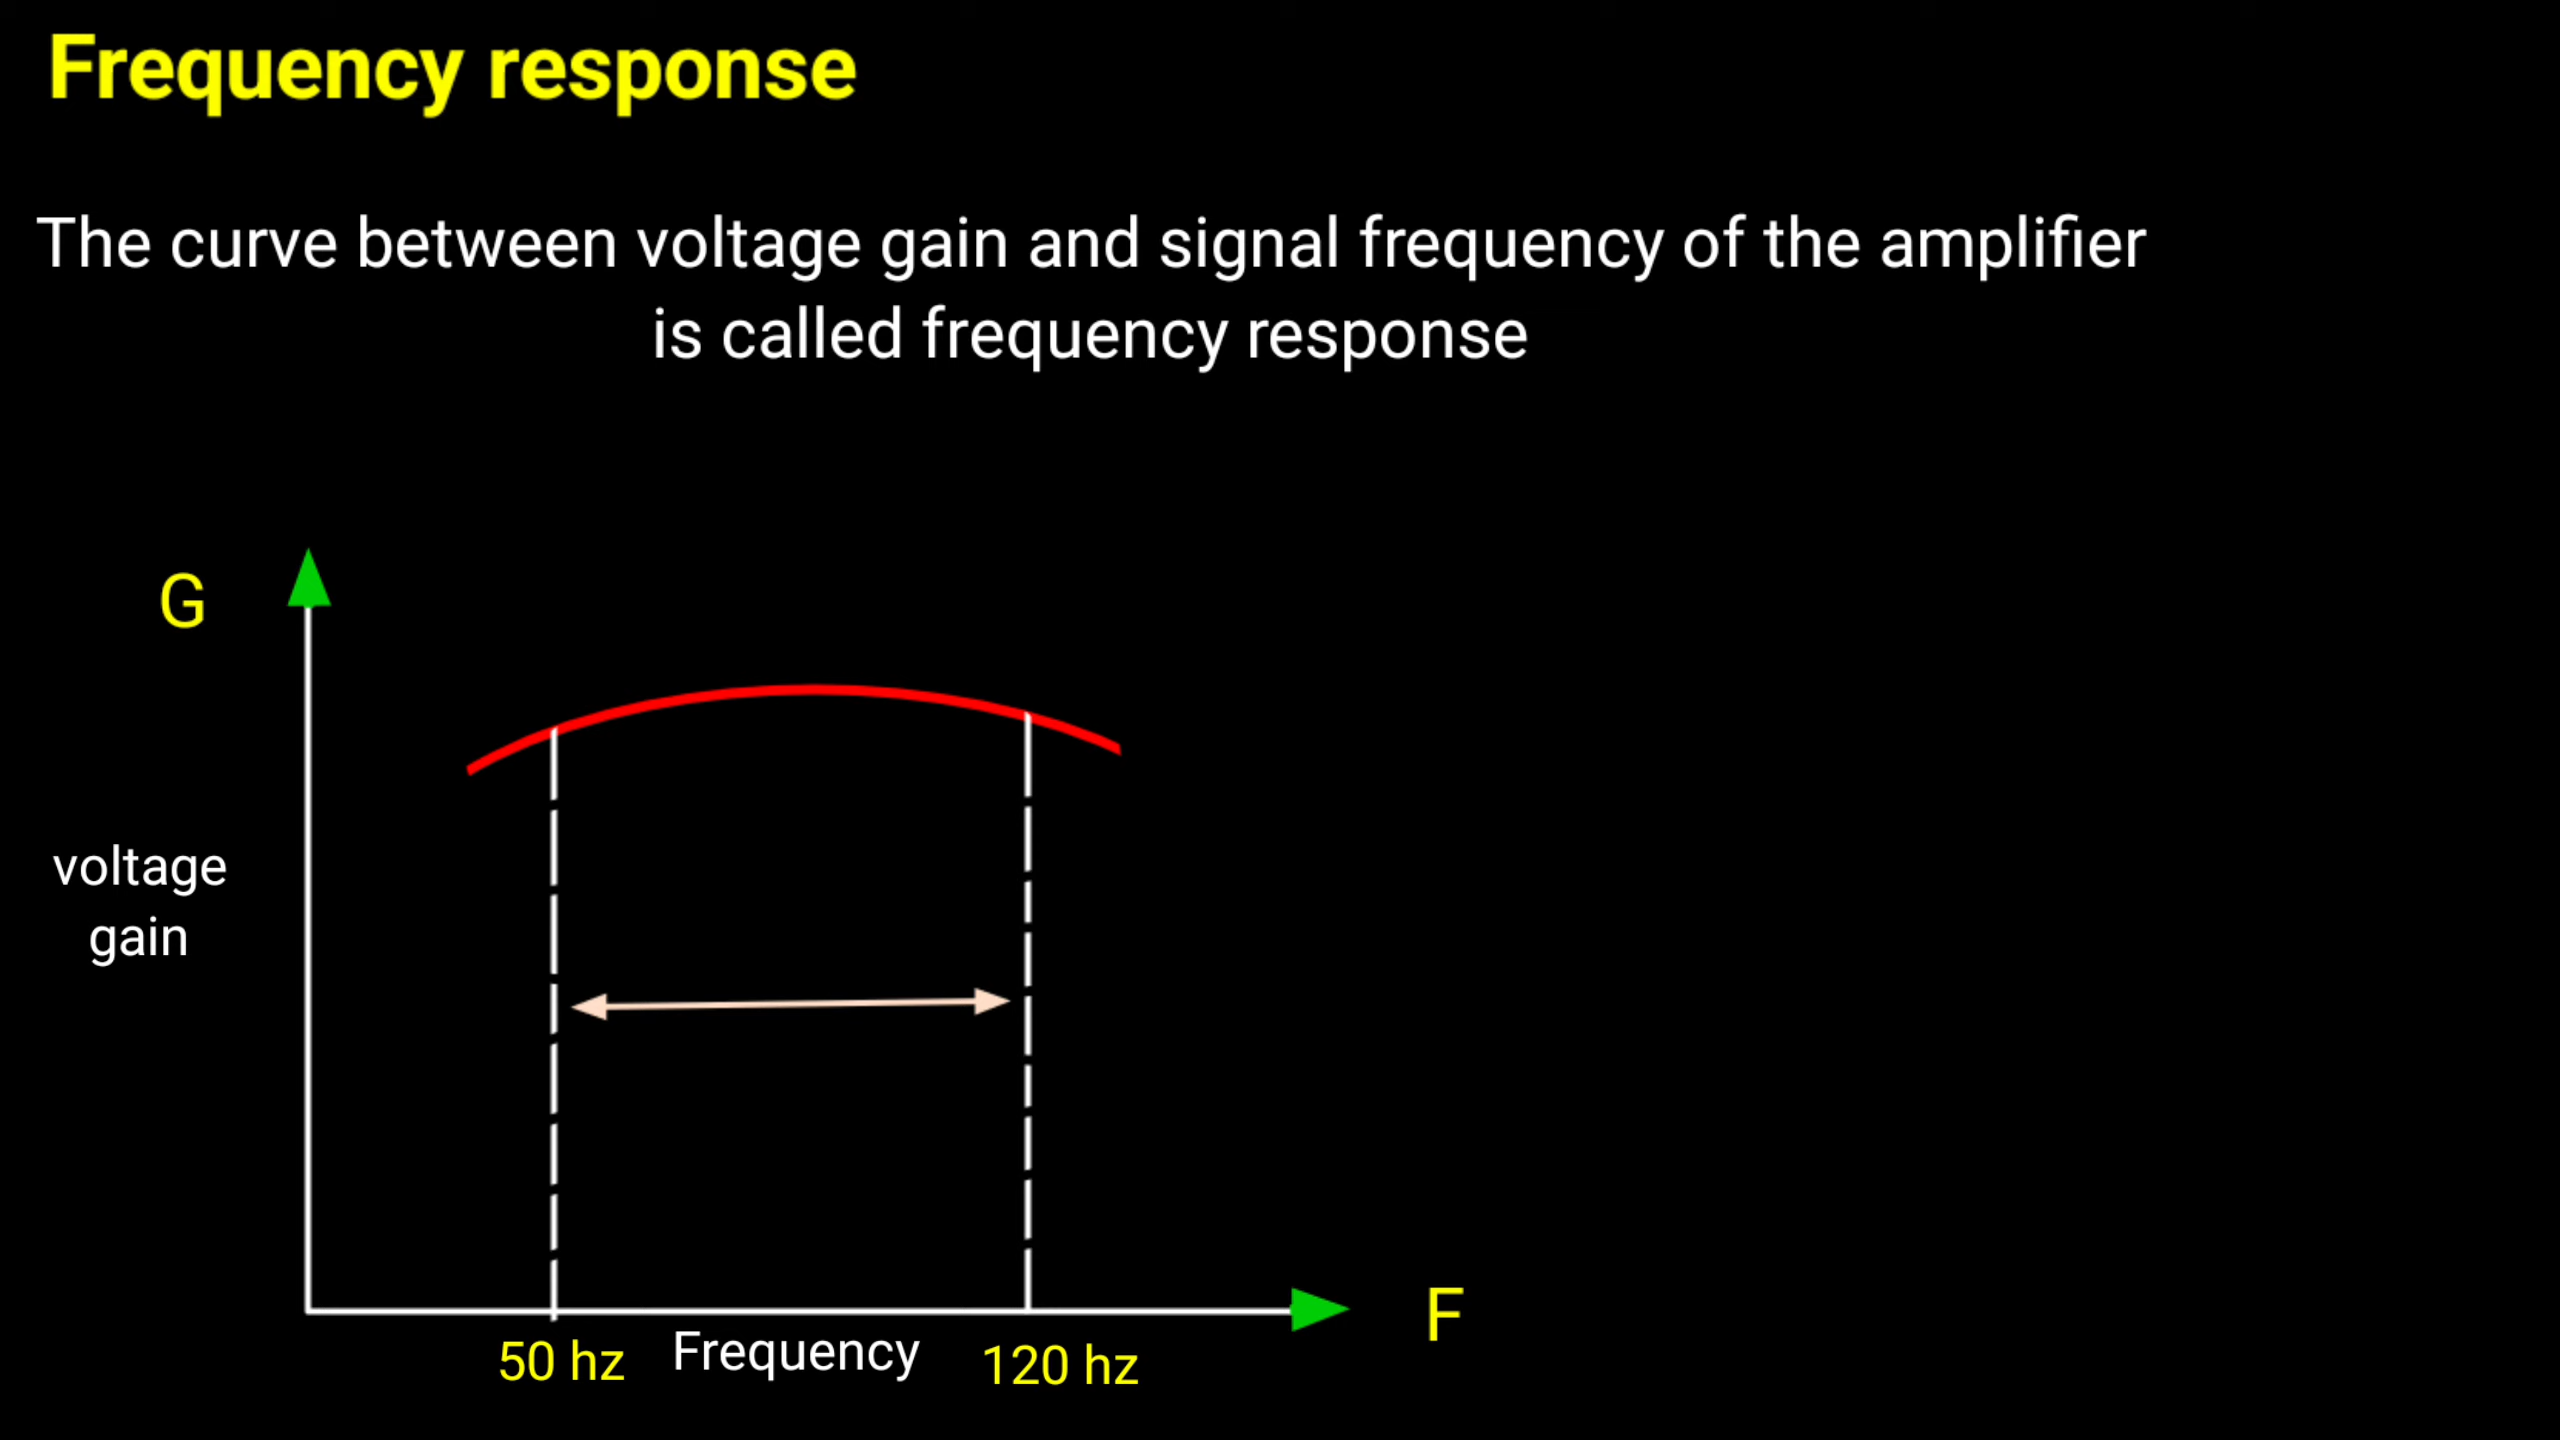 Frequency response
The curve between voltage gain and signal frequency of the amplifier
is called frequency response
G
voltage
gain
F
50 hz
Frequency
120 hz